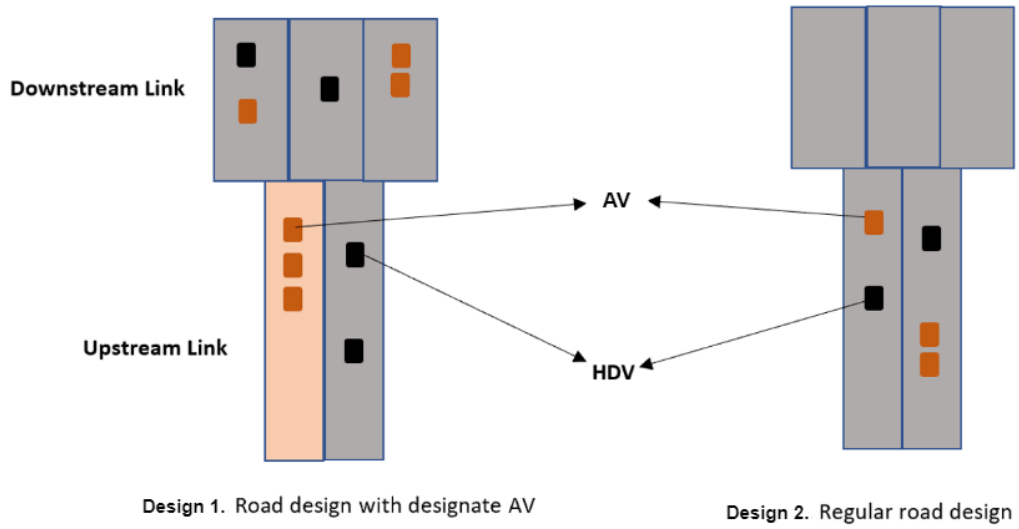 Downstream Link
AV
Upstream Link
HDV
Design 1. Road design with designate AV
Design 2. Regular road design